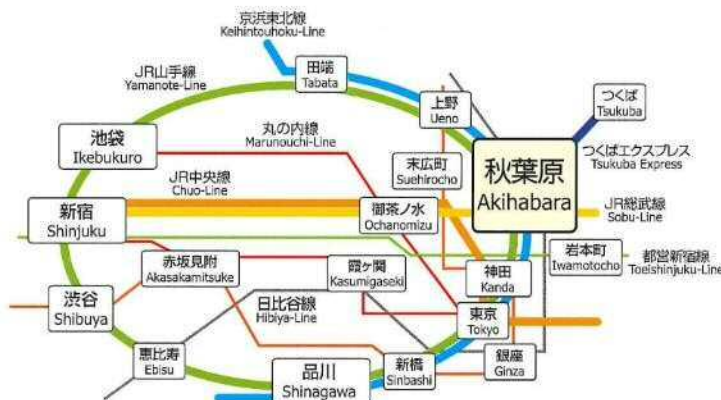 京浜東北線
Keihintouhoku-Line
JR山手線
Yamanote-Line
田端
Tabata
上野
Ueno
つくば
Tsukuba
池袋
Ikebukuro
丸の内線
Marunouchi-Line
末広町
Suehirocho
秋葉原
Akihabara
つくばエクスプレス
Tsukuba Express
JR中央線
Chuo-Line
新宿
Shinjuku
御茶ノ水
Ochanomizu
JR総武線
Sobu-Line
岩本町
Iwamotocho
都営新宿線
Toeishinjuku-Line
赤坂見附
Akasakamitsuke
霞ヶ関
Kasumigaseki
神田
Kanda
渋谷
Shibuya
日比谷線
Hibiya-Line
東京
Tokyo
恵比寿
Ebisu
品川
Shinagawa
新橋
Sinbashi
銀座
Ginza